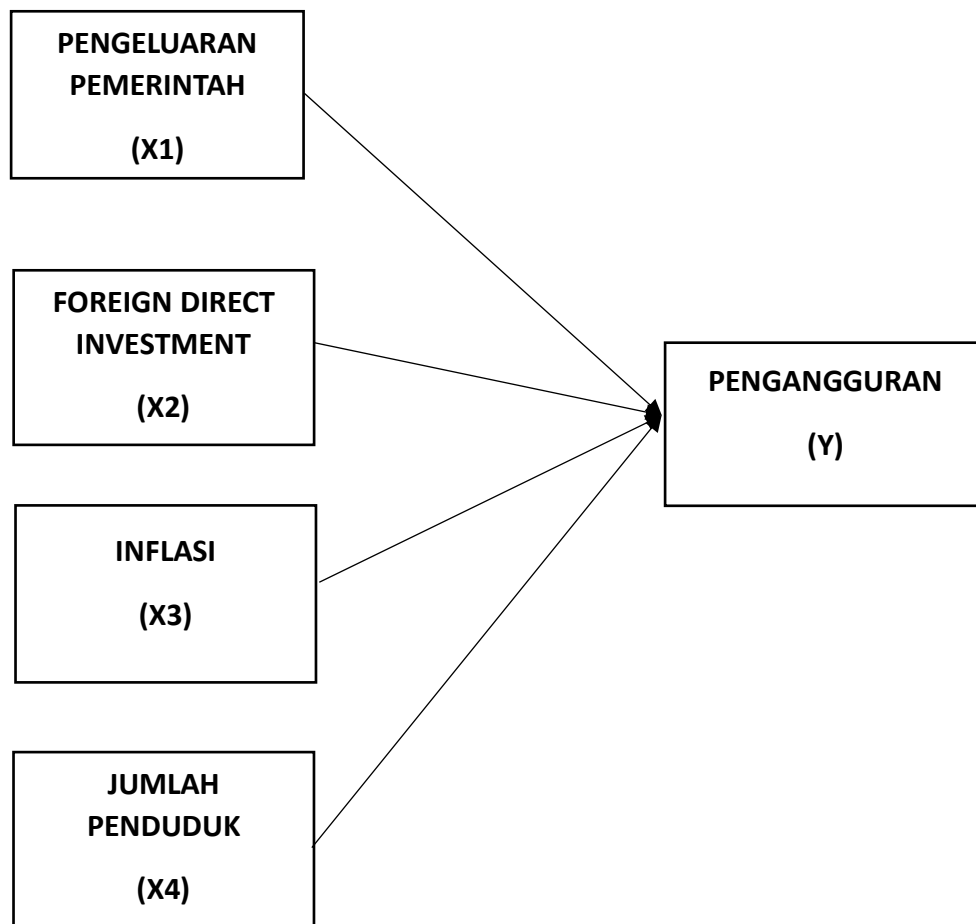 PENGELUARAN
PEMERINTAH
(X1)
FOREIGN DIRECT
INVESTMENT
(X2)
INFLASI
(X3)
JUMLAH
PENDUDUK
(X4)
PENGANGGURAN
(Y)